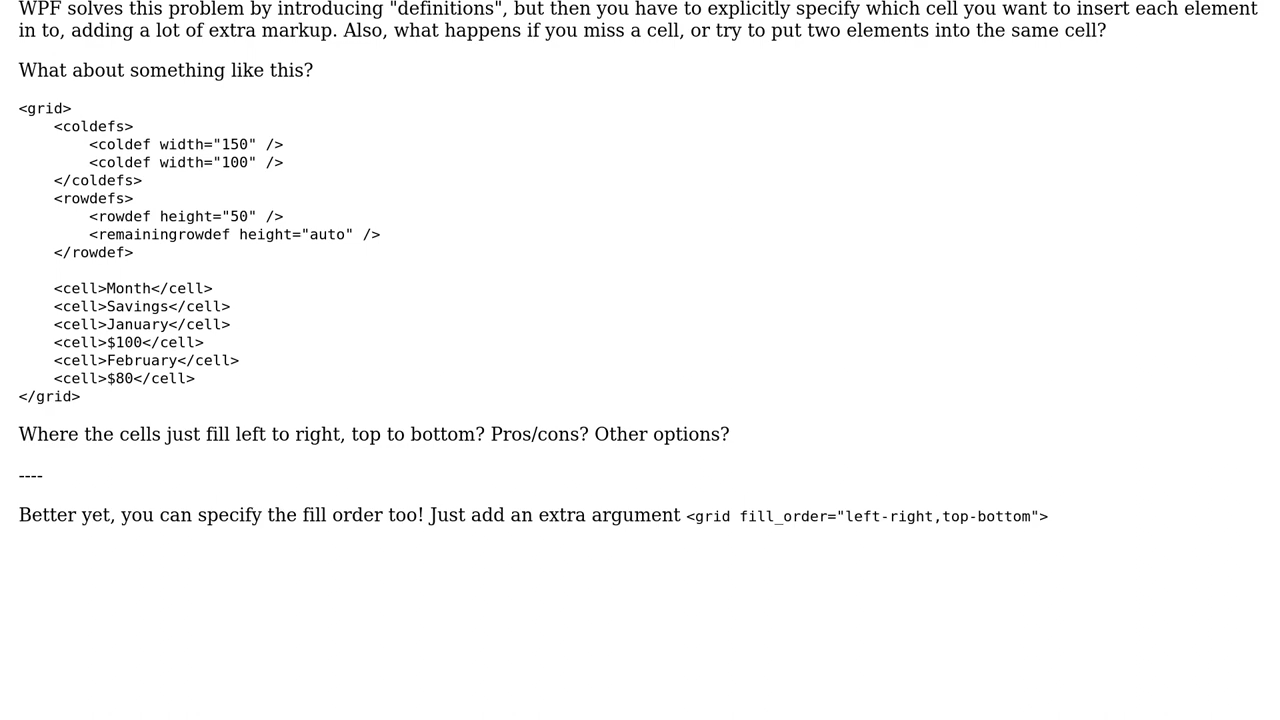 WPF solves this problem by introducing "definitions", but then you have to explicitly specify which cell you want to insert each element
in to, adding a lot of extra markup. Also, what happens if you miss a cell, or try to put two elements into the same cell?
What about something like this?
<grid>
    <coldefs>
        <coldef width="150" />
        <coldef width="100" />
    </coldefs>
    <rowdefs>
        <rowdef height="50" />
        <remainingrowdef height="auto" />
    </rowdef>

    <cell>Month</cell>
    <cell>Savings</cell>
    <cell>January</cell>
    <cell>$100</cell>
    <cell>February</cell>
    <cell>$80</cell>
</grid>
Where the cells just fill left to right, top to bottom? Pros/cons? Other options?
----
Better yet, you can specify the fill order too! Just add an extra argument <grid fill_order="left-right,top-bottom">